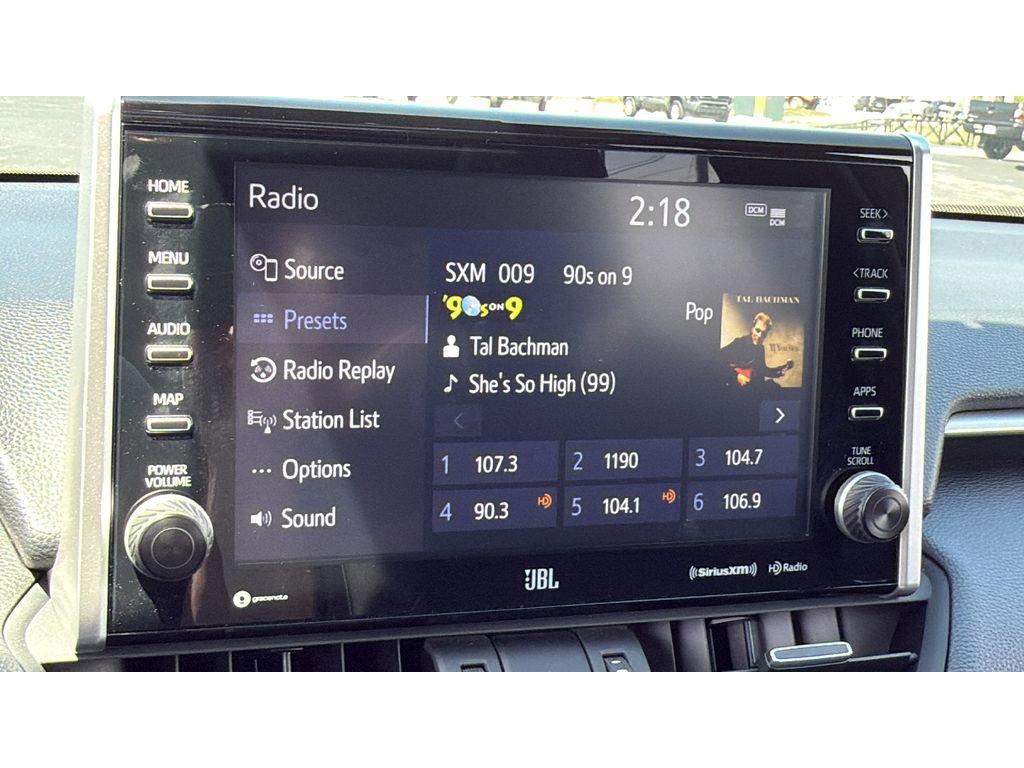 HOME
MENU
AUDIO
MAP
POWER
VOLUME
Radio
2:18
DCM
DCM
Source
Presets
Radio Replay
Station List
Options
Sound
SXM 009 90s on 9
'90s ON 9
Pop
TAL BACHMAN
Tal Bachman
She's So High (99)
<
>
1 107.3
2 1190
3 104.7
4 90.3 HD
5 104.1 HD
6 106.9
SEEK>
<TRACK
PHONE
APPS
TUNE
SCROLL
gracenote
JBL
((SiriusXM))
HD Radio